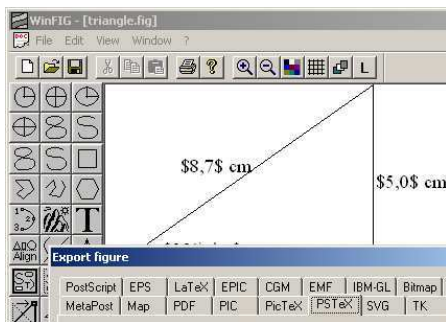 WinFIG - [triangle.fig]
File Edit View Window ?
L
$8,7$ cm
$5,0$ cm
T
Align
Export figure
PostScript EPS LaTeX EPIC CGM EMF IBM-GL Bitmap
MetaPost Map PDF PIC PicTeX PSTeX SVG TK